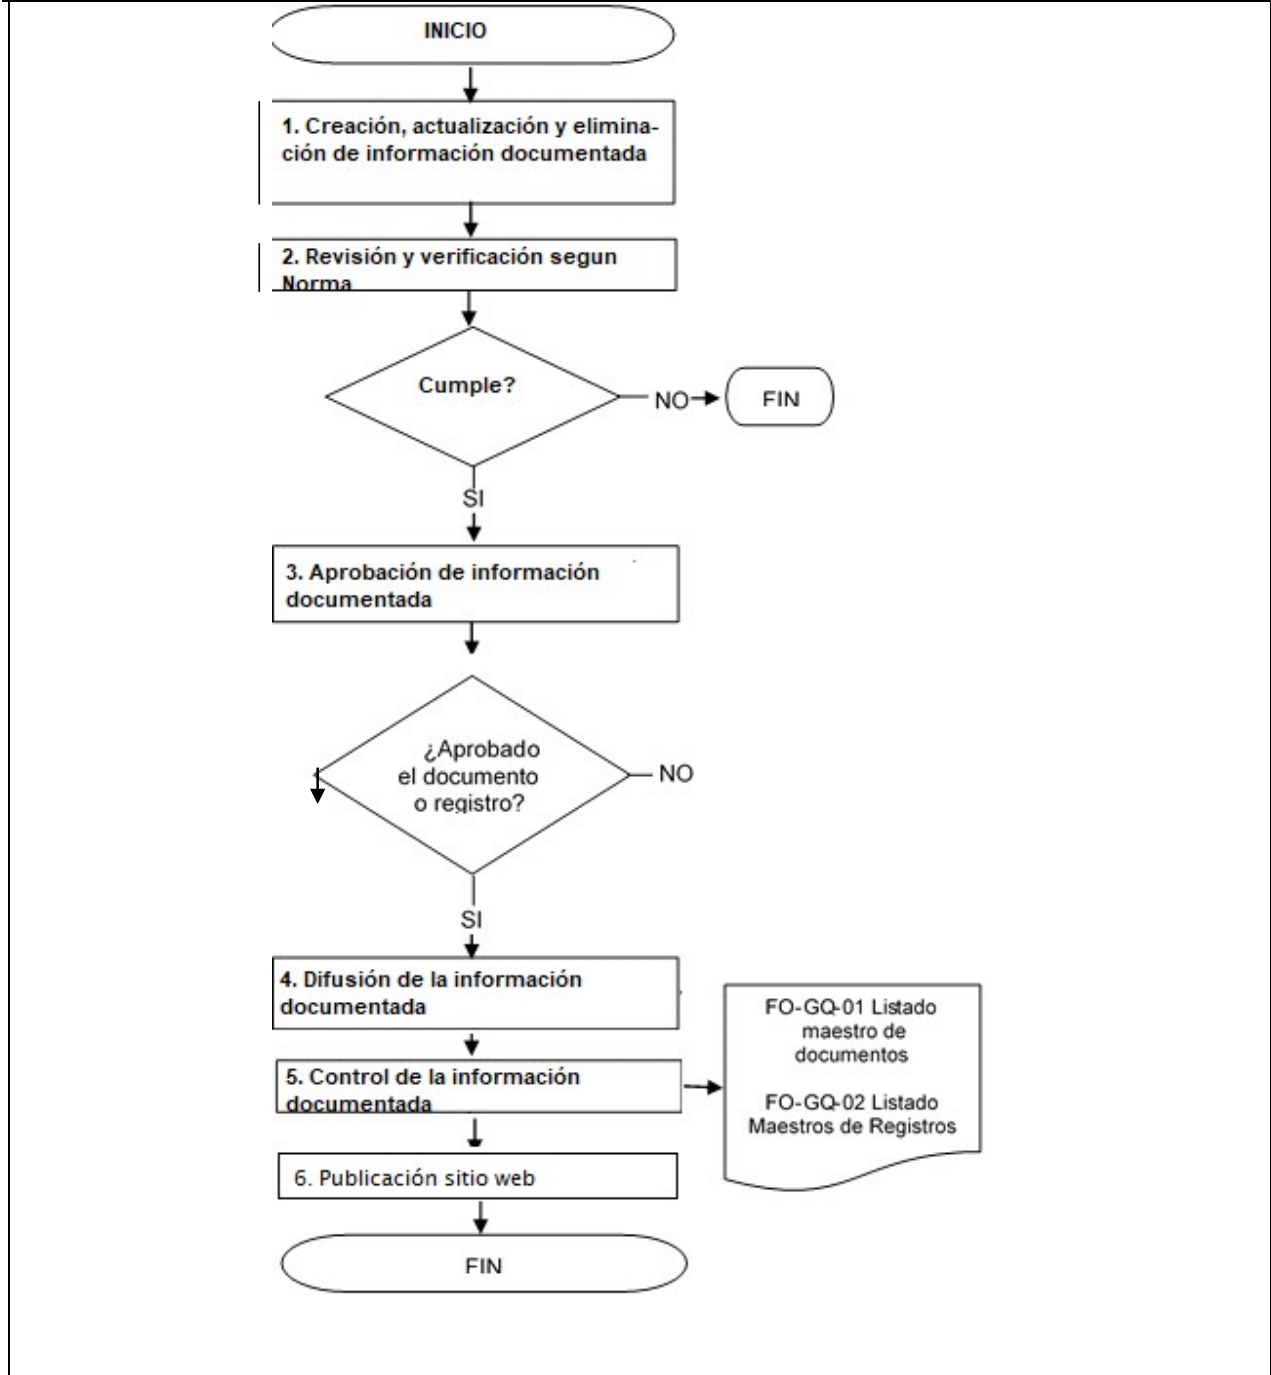 INICIO
1. Creación, actualización y elimina-
ción de información documentada
2. Revisión y verificación segun
Norma
Cumple?
NO
FIN
SI
3. Aprobación de información
documentada
¿Aprobado
el documento
o registro?
NO
SI
4. Difusión de la información
documentada
5. Control de la información
documentada
FO-GQ-01 Listado
maestro de
documentos
FO-GQ-02 Listado
Maestros de Registros
6. Publicación sitio web
FIN